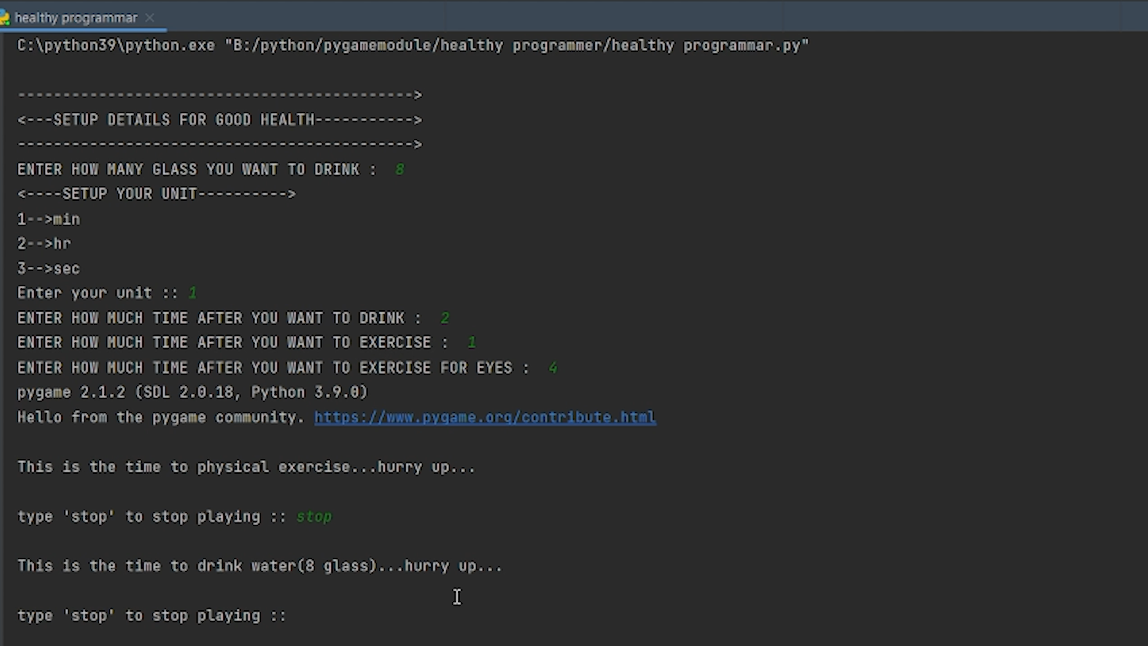 healthy programmar
C:\python39\python.exe "B:/python/pygamemodule/healthy programmer/healthy programmar.py"
-------------------------------------------->
<---SETUP DETAILS FOR GOOD HEALTH----------->
-------------------------------------------->
ENTER HOW MANY GLASS YOU WANT TO DRINK :  8
<----SETUP YOUR UNIT---------->
1-->min
2-->hr
3-->sec
Enter your unit :: 1
ENTER HOW MUCH TIME AFTER YOU WANT TO DRINK :  2
ENTER HOW MUCH TIME AFTER YOU WANT TO EXERCISE :  1
ENTER HOW MUCH TIME AFTER YOU WANT TO EXERCISE FOR EYES :  4
pygame 2.1.2 (SDL 2.0.18, Python 3.9.0)
Hello from the pygame community. https://www.pygame.org/contribute.html
This is the time to physical exercise...hurry up...
type 'stop' to stop playing :: stop
This is the time to drink water(8 glass)...hurry up...
type 'stop' to stop playing ::